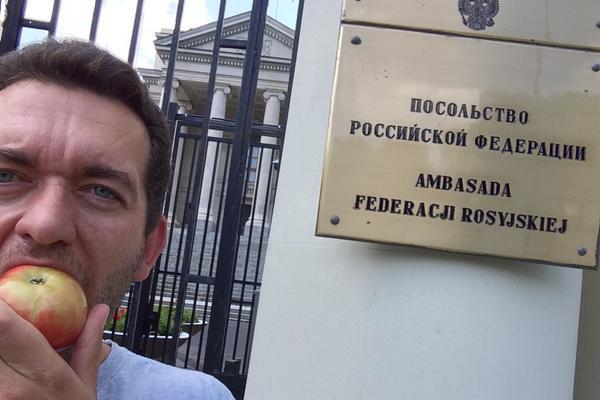 ПОСОЛЬСТВО
РОССИЙСКОЙ ФЕДЕРАЦИИ
AMBASADA
FEDERACJI ROSYJSKIEJ